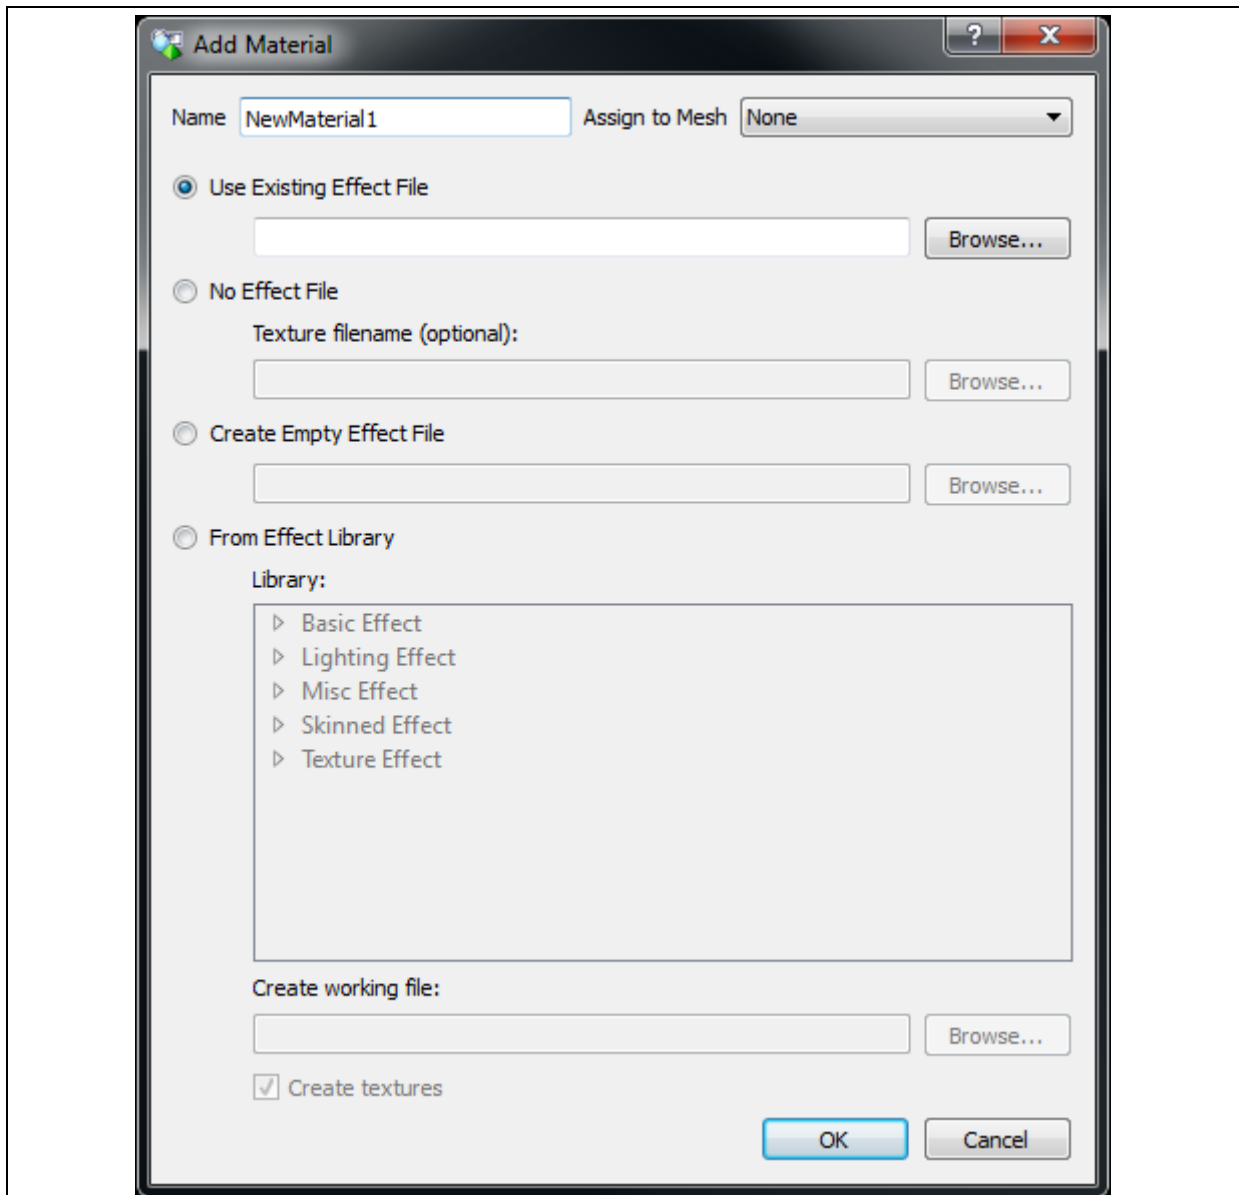 Add Material
?
Name NewMaterial1 Assign to Mesh None
Use Existing Effect File
Browse...
No Effect File
Texture filename (optional):
Browse...
Create Empty Effect File
Browse...
From Effect Library
Library:
Basic Effect
Lighting Effect
Misc Effect
Skinned Effect
Texture Effect
Create working file:
Browse...
Create textures
OK Cancel